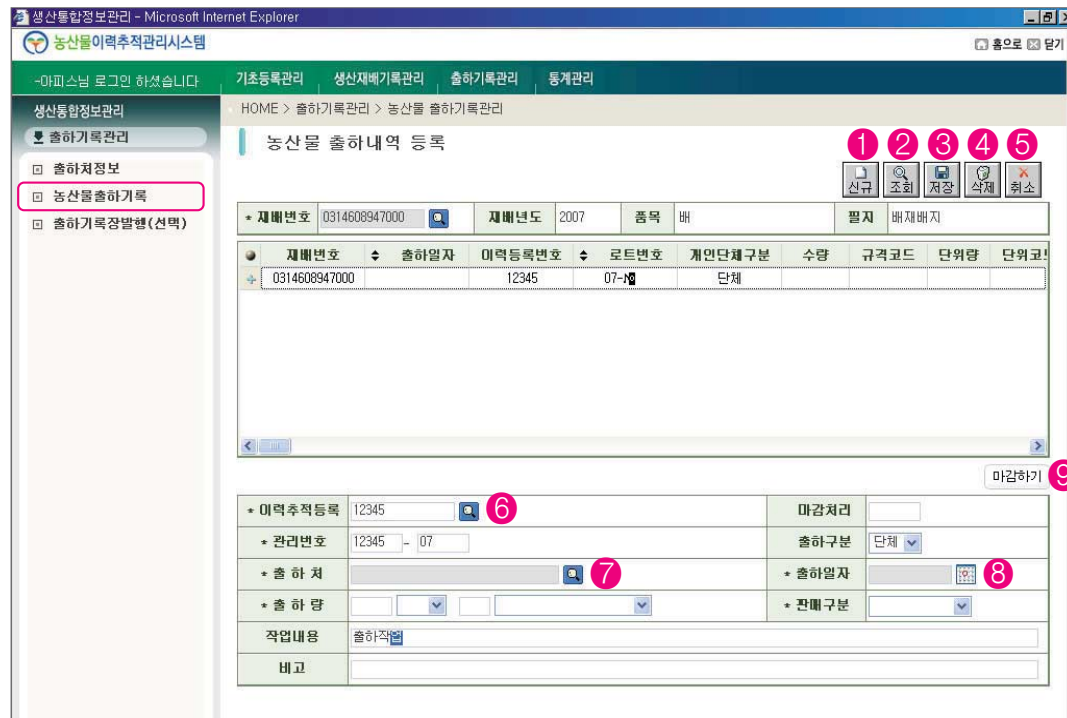 생산통합정보관리 - Microsoft Internet Explorer
농산물이력추적관리시스템
홈으로 닫기
-아피스님 로그인 하셨습니다
기초등록관리 생산재배기록관리 출하기록관리 통계관리
생산통합정보관리
HOME > 출하기록관리 > 농산물 출하기록관리
출하기록관리
농산물 출하내역 등록
1 2 3 4 5
신규 조회 저장 삭제 취소
출하처정보
농산물출하기록
출하기록장발행(선택)
* 재배번호 0314608947000 재배년도 2007 품목 배 필지 배재배지
재배번호 출하일자 이력등록번호 로트번호 개인단체구분 수량 규격코드 단위량 단위코
0314608947000 12345 07- 단체
마감하기 9
* 이력추적등록 12345 6 마감처리
* 관리번호 12345 - 07 출하구분 단체
* 출 하 처 7 * 출하일자 8
* 출 하 량 * 판매구분
작업내용 출하작업
비고